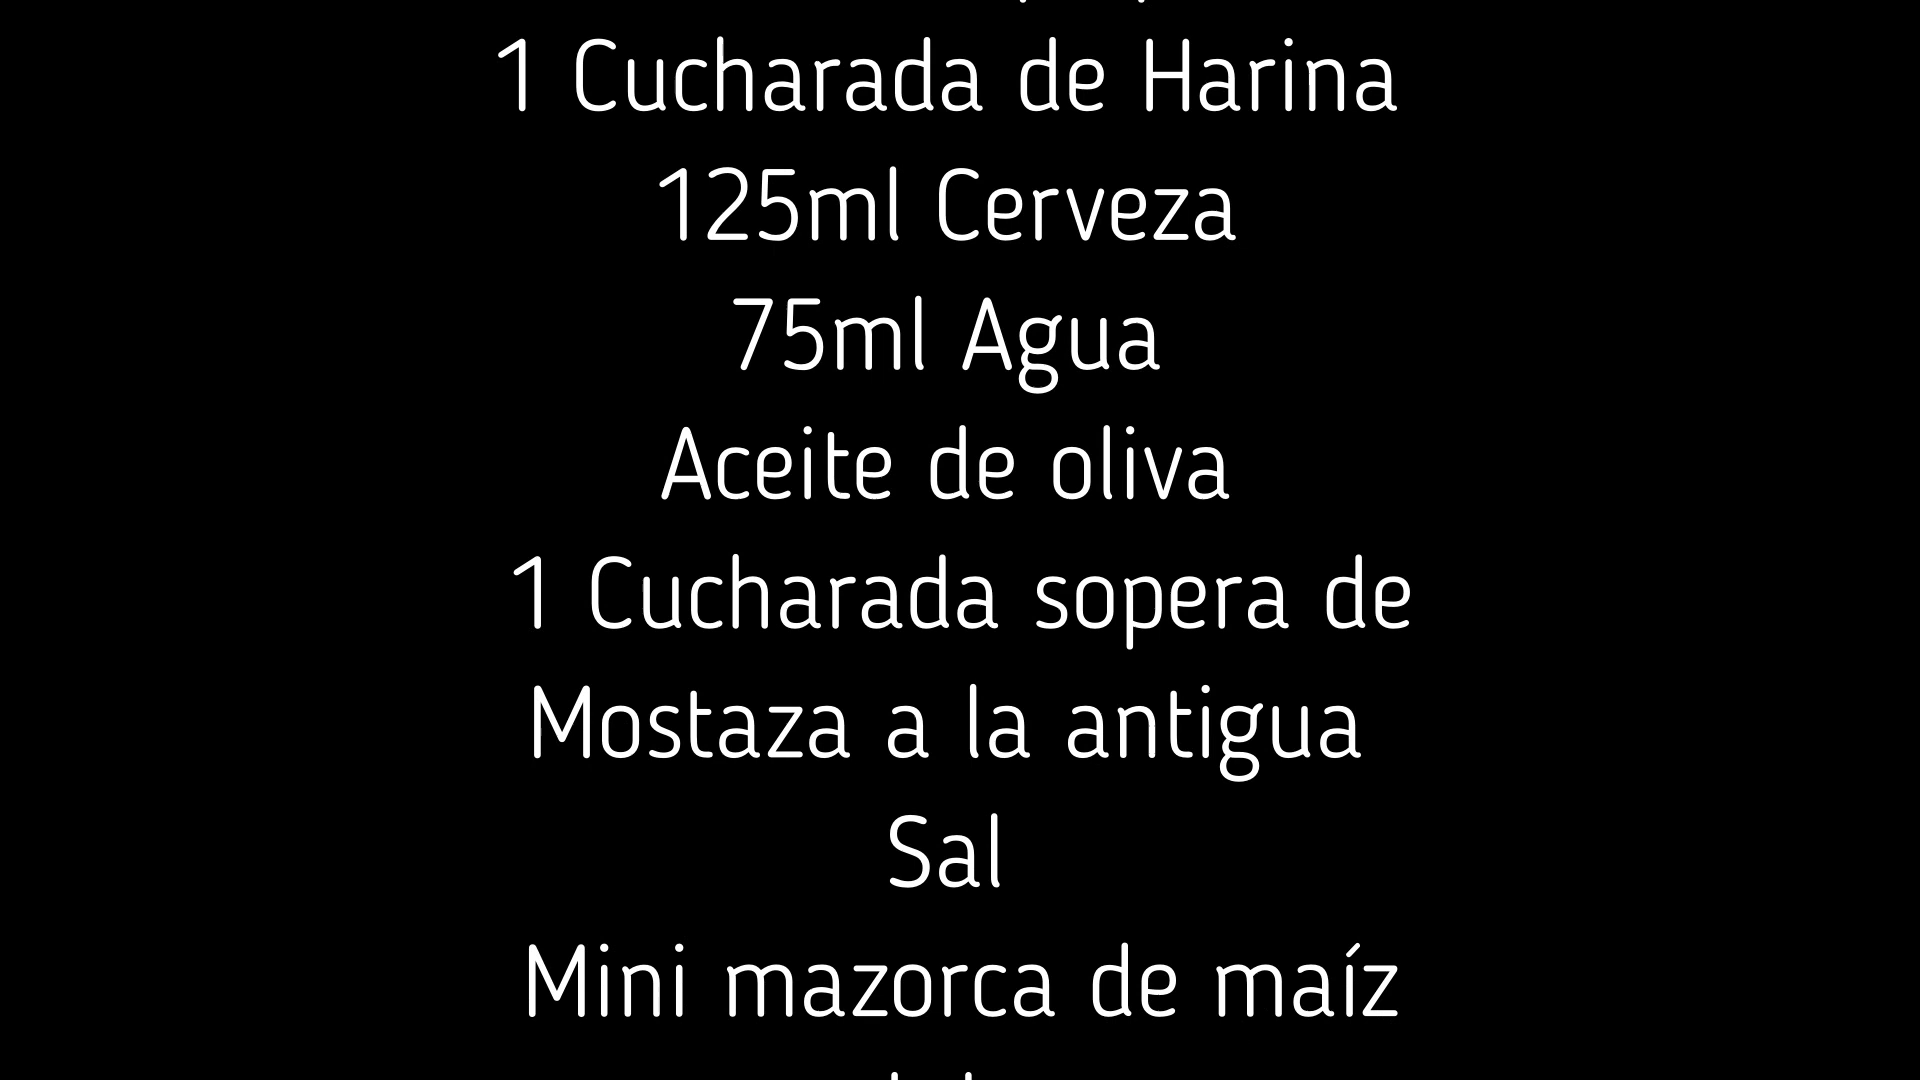 1 Cucharada de Harina
125ml Cerveza
75ml Agua
Aceite de oliva
1 Cucharada sopera de
Mostaza a la antigua
Sal
Mini mazorca de maíz